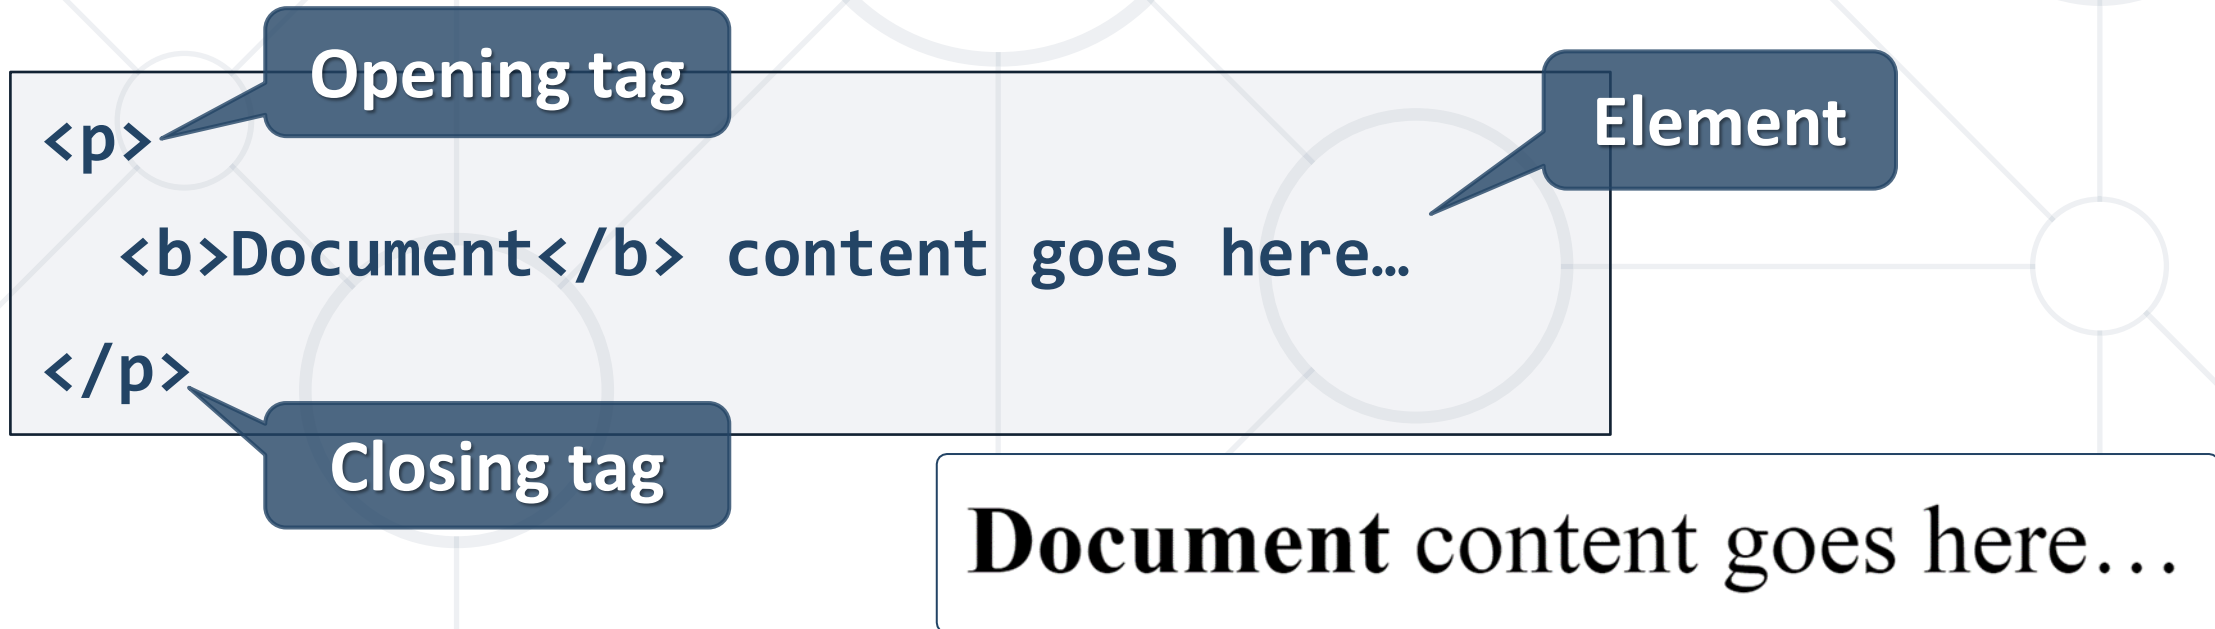 Opening tag
Element
<p>
<b>Document</b> content goes here…
</p>
Closing tag
Document content goes here…